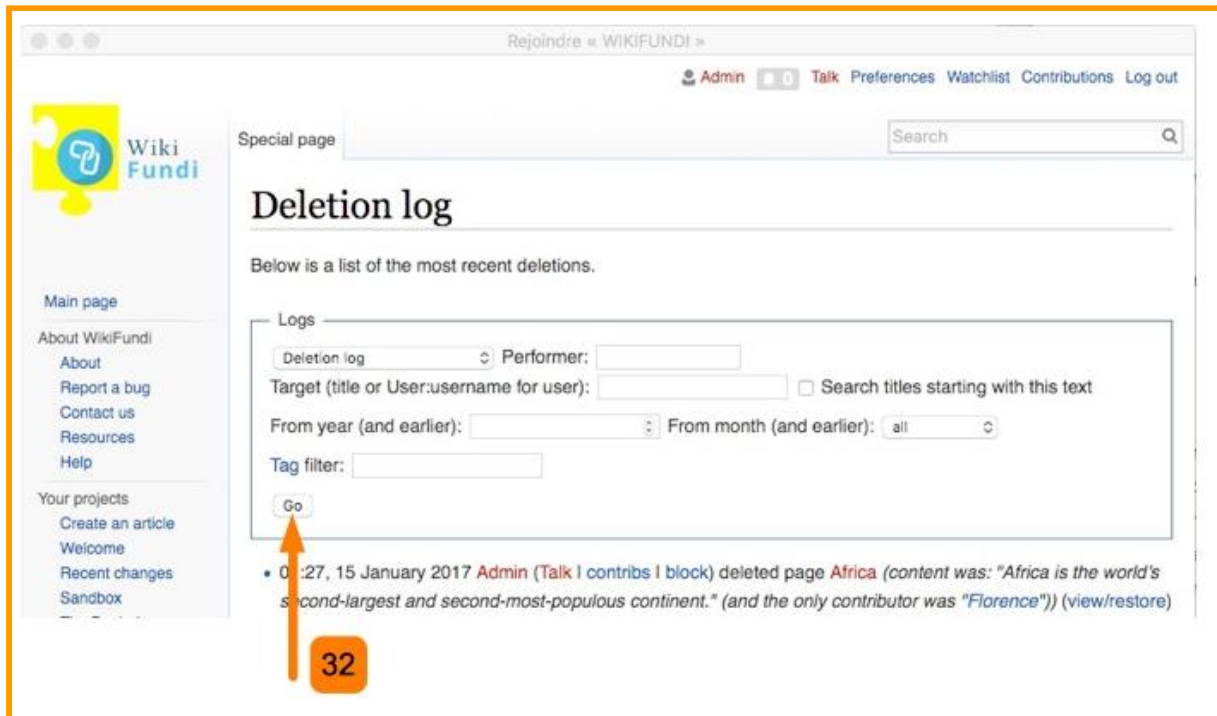 Rejoindre « WIKIFUNDI »
Admin 0 Talk Preferences Watchlist Contributions Log out
Wiki
Fundi
Special page
Search
Deletion log
Below is a list of the most recent deletions.
Main page
About WikiFundi
About
Report a bug
Contact us
Resources
Help
Your projects
Create an article
Welcome
Recent changes
Sandbox
Logs
Deletion log Performer:
Target (title or User:username for user): Search titles starting with this text
From year (and earlier): From month (and earlier): all
Tag filter:
Go
:27, 15 January 2017 Admin (Talk | contribs | block) deleted page Africa (content was: "Africa is the world's
second-largest and second-most-populous continent." (and the only contributor was "Florence")) (view/restore)
32